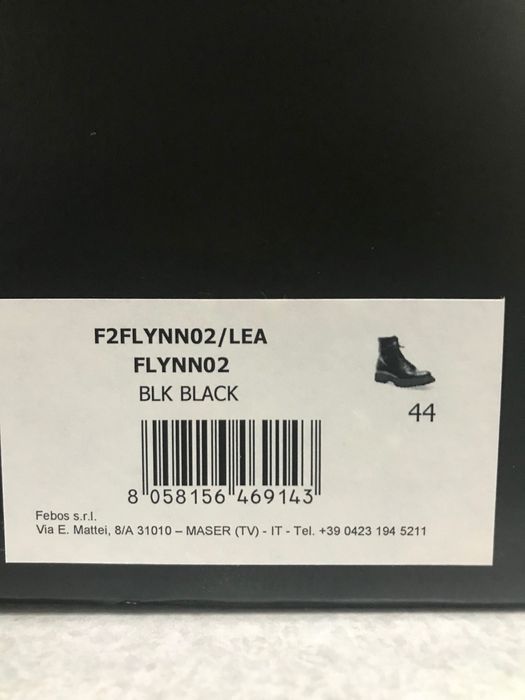 F2FLYNN02/LEA
FLYNN02
BLK BLACK
44
8 058156 469143
Febos s.r.l.
Via E. Mattei, 8/A 31010 – MASER (TV) - IT - Tel. +39 0423 194 5211